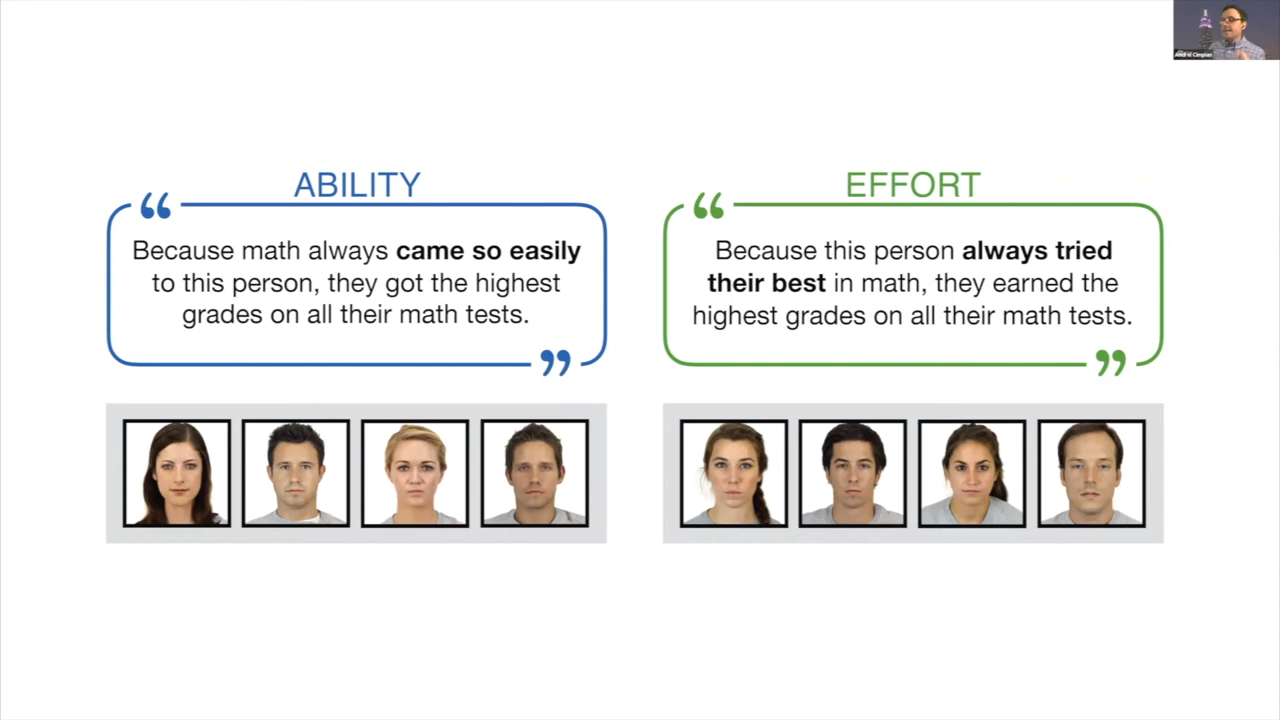 Andrei Cimpian
ABILITY
“
Because math always came so easily
to this person, they got the highest
grades on all their math tests.
”
EFFORT
“
Because this person always tried
their best in math, they earned the
highest grades on all their math tests.
”